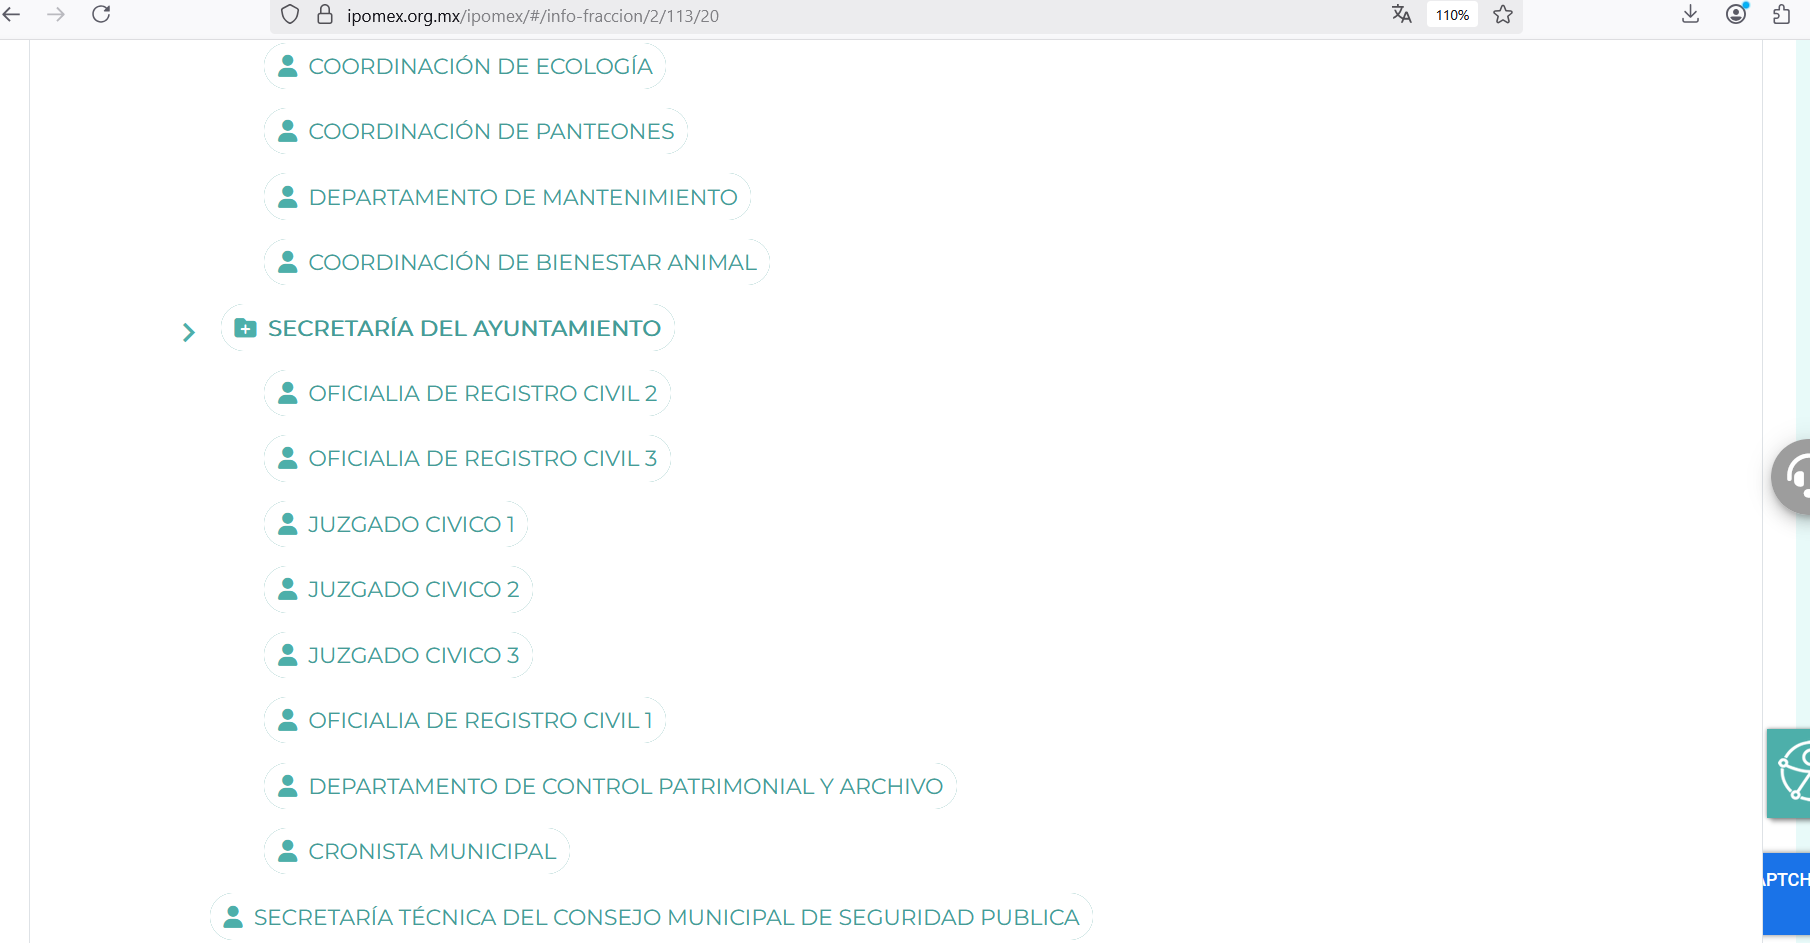 ipomex.org.mx/ipomex/#/info-fraccion/2/113/20
110%
COORDINACIÓN DE ECOLOGÍA
COORDINACIÓN DE PANTEONES
DEPARTAMENTO DE MANTENIMIENTO
COORDINACIÓN DE BIENESTAR ANIMAL
SECRETARÍA DEL AYUNTAMIENTO
OFICIALIA DE REGISTRO CIVIL 2
OFICIALIA DE REGISTRO CIVIL 3
JUZGADO CIVICO 1
JUZGADO CIVICO 2
JUZGADO CIVICO 3
OFICIALIA DE REGISTRO CIVIL 1
DEPARTAMENTO DE CONTROL PATRIMONIAL Y ARCHIVO
CRONISTA MUNICIPAL
SECRETARÍA TÉCNICA DEL CONSEJO MUNICIPAL DE SEGURIDAD PUBLICA